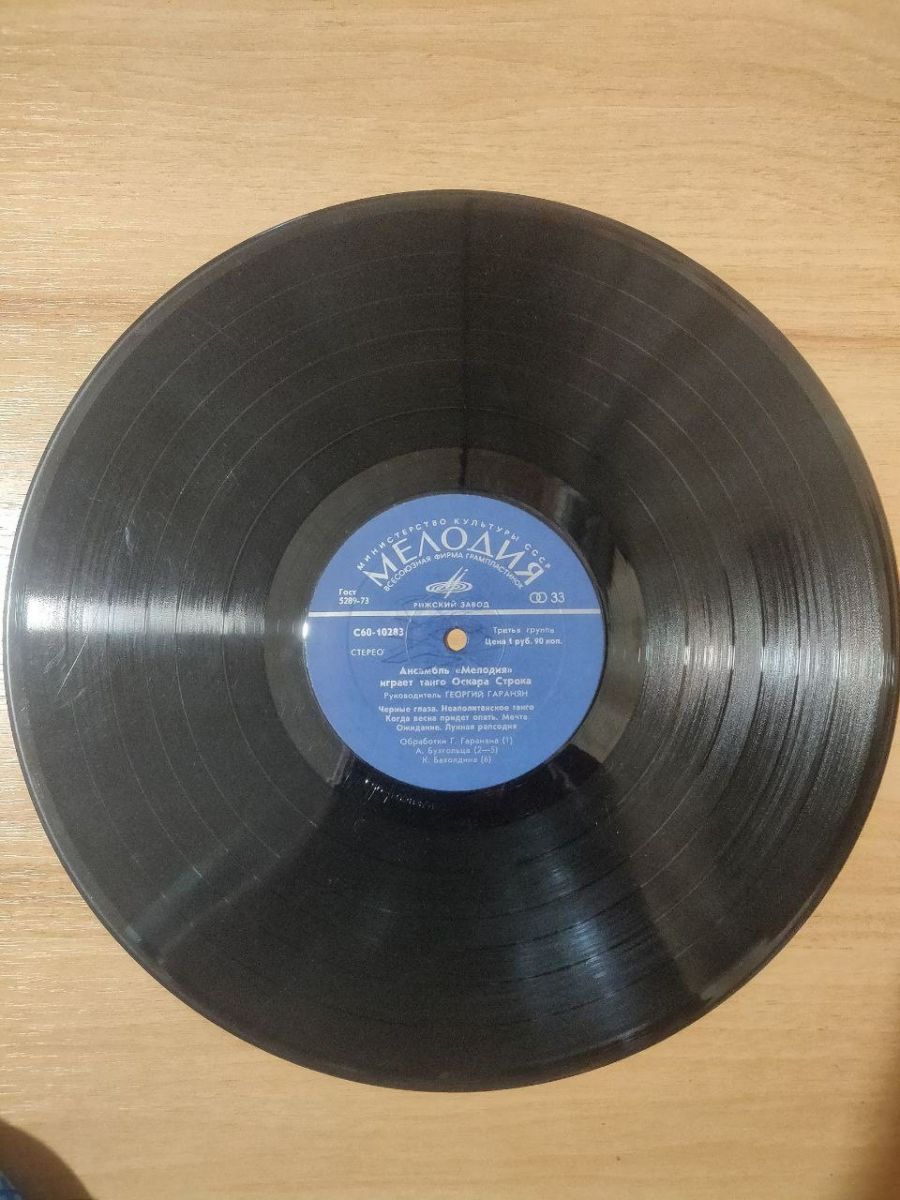 МИНИСТЕРСТВО КУЛЬТУРЫ СССР
МЕЛОДИЯ
ВСЕСОЮЗНАЯ ФИРМА ГРАМПЛАСТИНОК
Гост
5289-73
33
РИЖСКИЙ ЗАВОД
С60-10283
Третья группа
Цена 1 руб. 90 коп.
СТЕРЕО
Ансамбль «Мелодия»
играет танго Оскара Строка
Руководитель ГЕОРГИЙ ГАРАНЯН
Черные глаза. Неаполитанское танго
Когда весна придет опять. Мечта
Ожидание. Лунная рапсодия
Обработки Г. Гараняна (1)
А. Бузгольца (2—5)
К. Бахолдина (6)